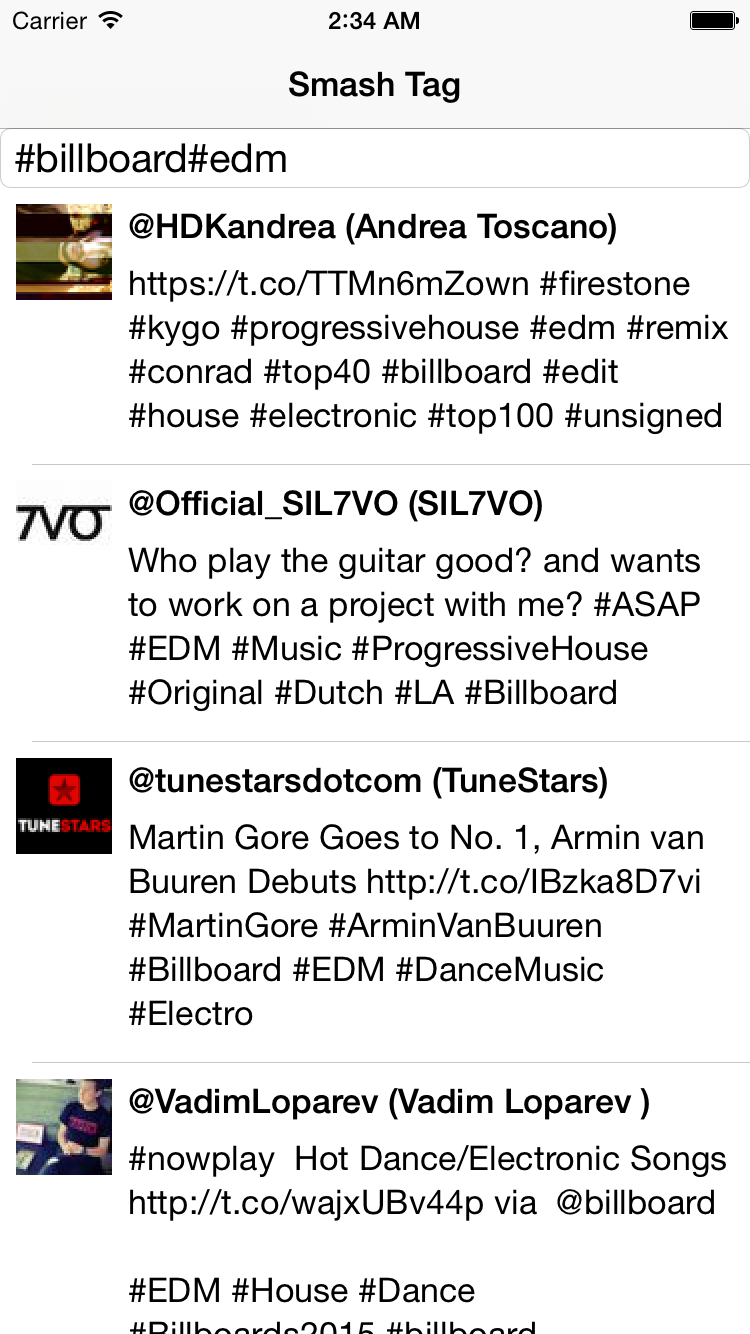 Carrier 2:34 AM
Smash Tag
#billboard#edm
@HDKandrea (Andrea Toscano)
https://t.co/TTMn6mZown #firestone
#kygo #progressivehouse #edm #remix
#conrad #top40 #billboard #edit
#house #electronic #top100 #unsigned
7VO
@Official_SIL7VO (SIL7VO)
Who play the guitar good? and wants
to work on a project with me? #ASAP
#EDM #Music #ProgressiveHouse
#Original #Dutch #LA #Billboard
TUNESTARS
@tunestarsdotcom (TuneStars)
Martin Gore Goes to No. 1, Armin van
Buuren Debuts http://t.co/IBzka8D7vi
#MartinGore #ArminVanBuuren
#Billboard #EDM #DanceMusic
#Electro
@VadimLoparev (Vadim Loparev )
#nowplay  Hot Dance/Electronic Songs
http://t.co/wajxUBv44p via  @billboard
#EDM #House #Dance
#Billboards2015 #billboard